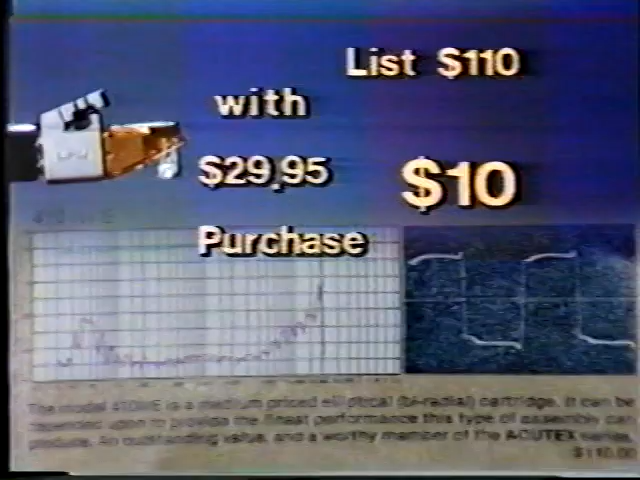 List $110
with
$29.95
$10
Purchase
The model 410ME is a medium priced elliptical (bi-radial) cartridge. It can be
depended upon to provide the finest performance this type of assembly can
produce. An outstanding value, and a worthy member of the ACUTEX series.
$110.00